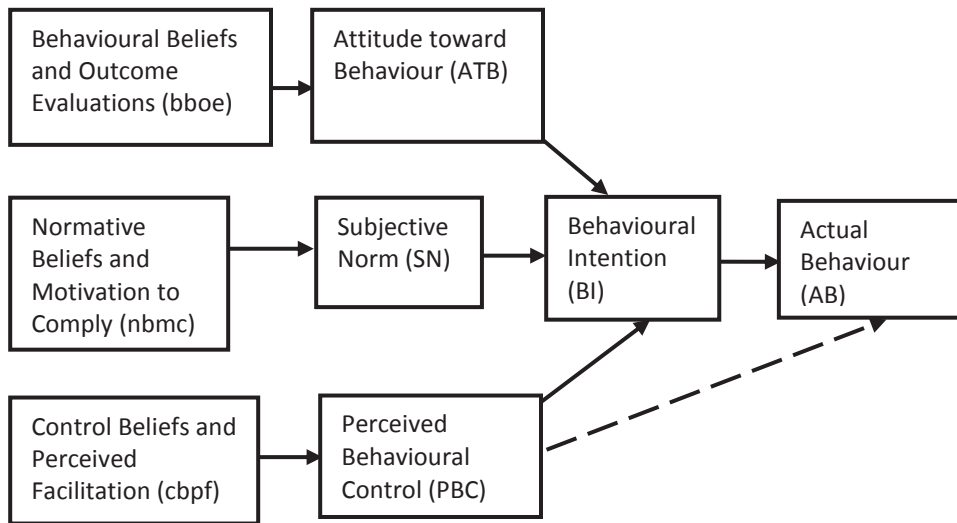 Behavioural Beliefs
and Outcome
Evaluations (bboe)
Attitude toward
Behaviour (ATB)
Normative
Beliefs and
Motivation to
Comply (nbmc)
Subjective
Norm (SN)
Behavioural
Intention
(BI)
Actual
Behaviour
(AB)
Control Beliefs and
Perceived
Facilitation (cbpf)
Perceived
Behavioural
Control (PBC)